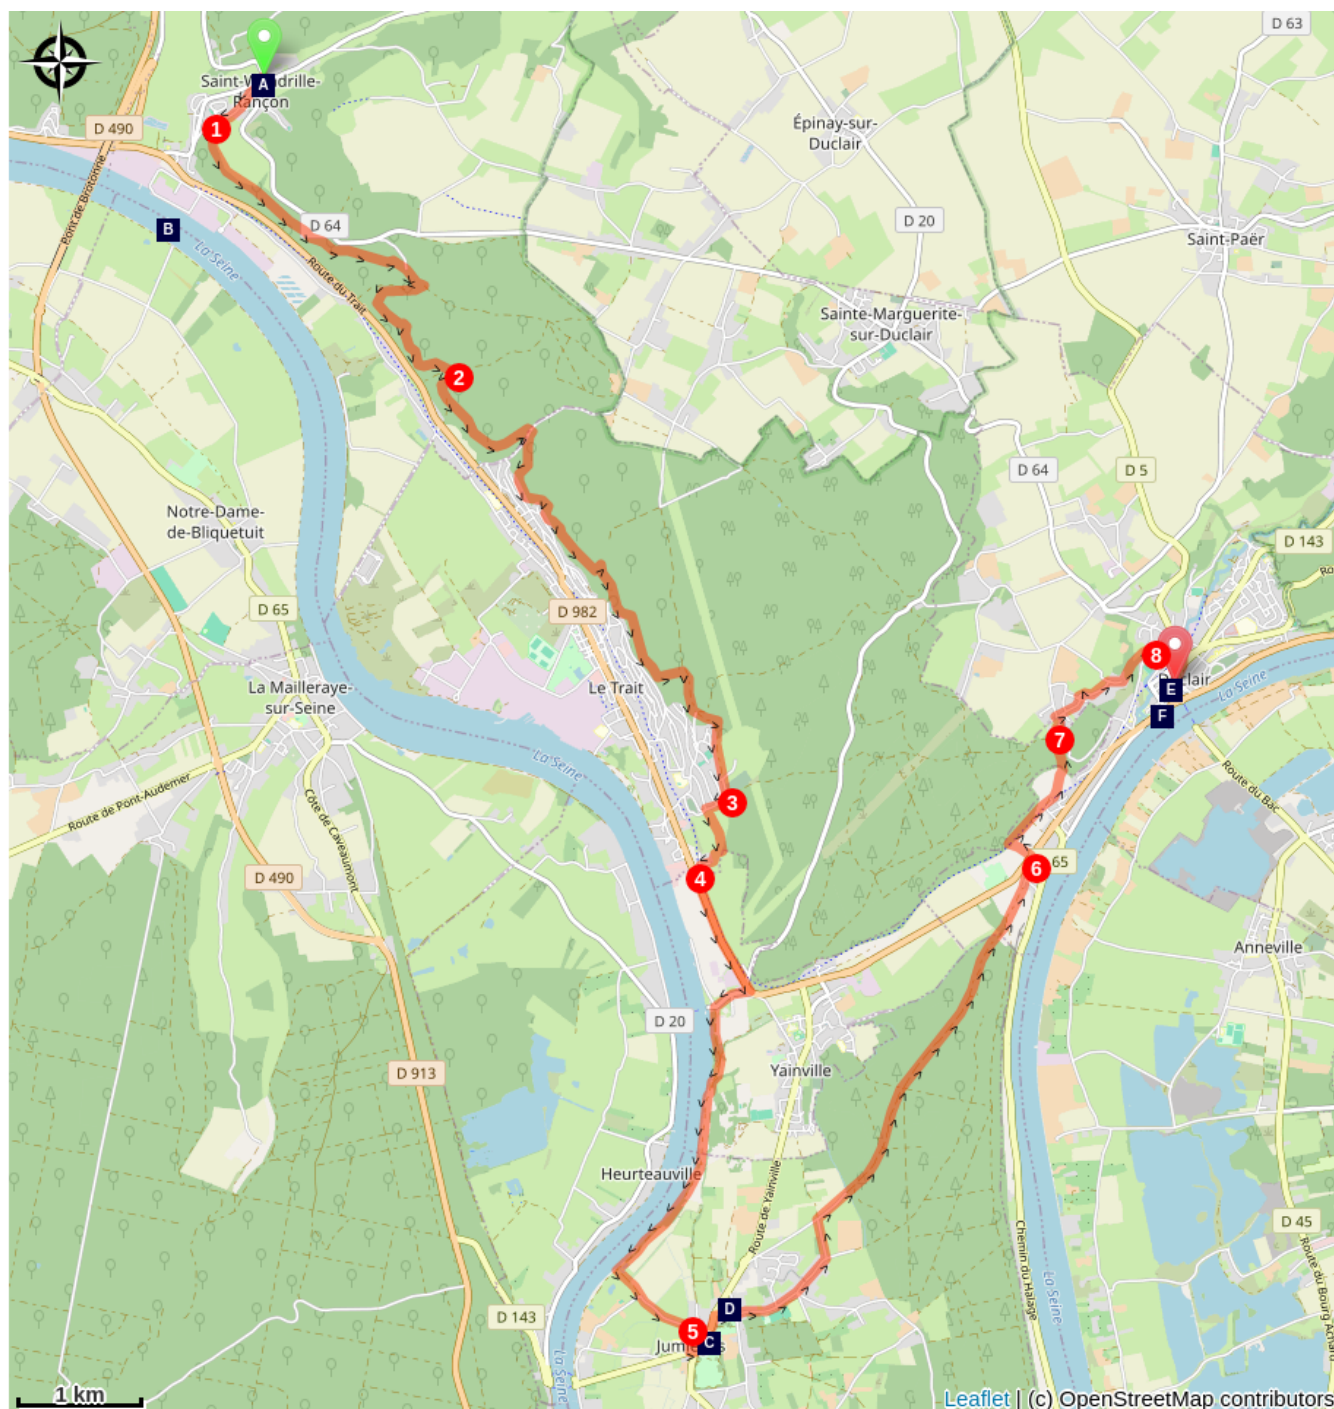 D 63
Saint-Wandrille-
Rançon
A
1
D 490
Épinay-sur-
Duclair
Pont de Brotonne
B
La Seine
D 64
D 20
Saint-Paër
Route du Trait
Sainte-Marguerite-
sur-Duclair
2
D 64
D 5
Notre-Dame-
de-Bliquetuit
D 143
D 65
D 982
8
La Mailleraye-
sur-Seine
Le Trait
Duclair
E
La Seine
F
7
La Seine
Route de Pont-Audemer
Côte de Caveaumont
3
Route du Bac
D 490
4
65
6
Anneville
D 20
D 913
Yainville
Heurteauville
Route de Yainville
D 45
Chemin du Halage
La Seine
Route du Bourg Achard
D 143
D
5
C
Jumièges
La Seine
1 km
Leaflet | (c) OpenStreetMap contributors